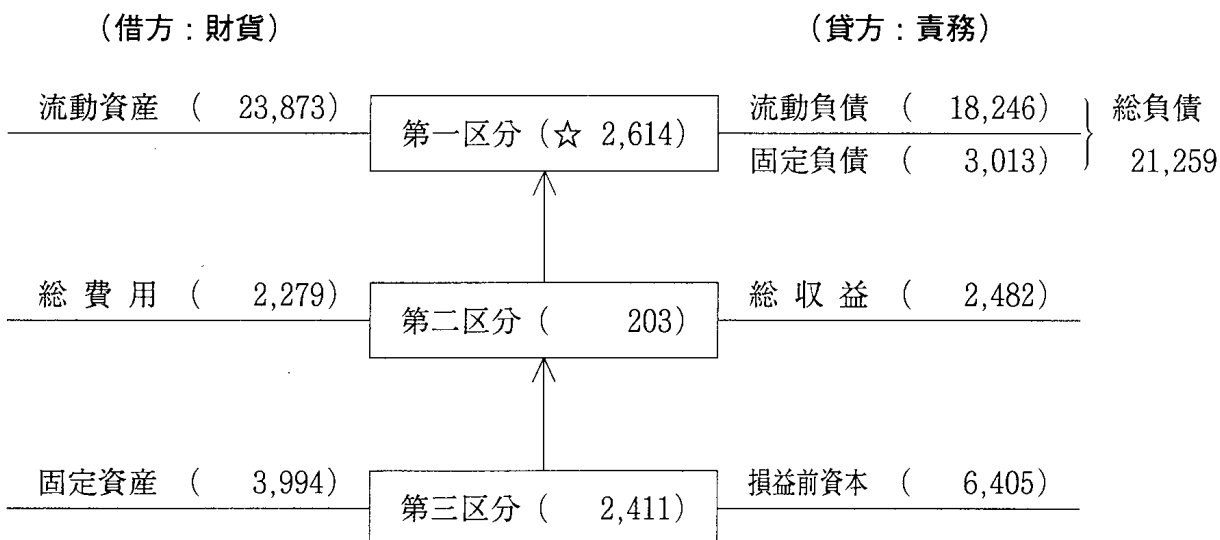 (借方：財貨) (貸方：責務)
流動資産 ( 23,873) 第一区分 (☆ 2,614) 流動負債 ( 18,246) 総負債
固定負債 ( 3,013) 21,259
総費用 ( 2,279) 第二区分 ( 203) 総収益 ( 2,482)
固定資産 ( 3,994) 第三区分 ( 2,411) 損益前資本 ( 6,405)